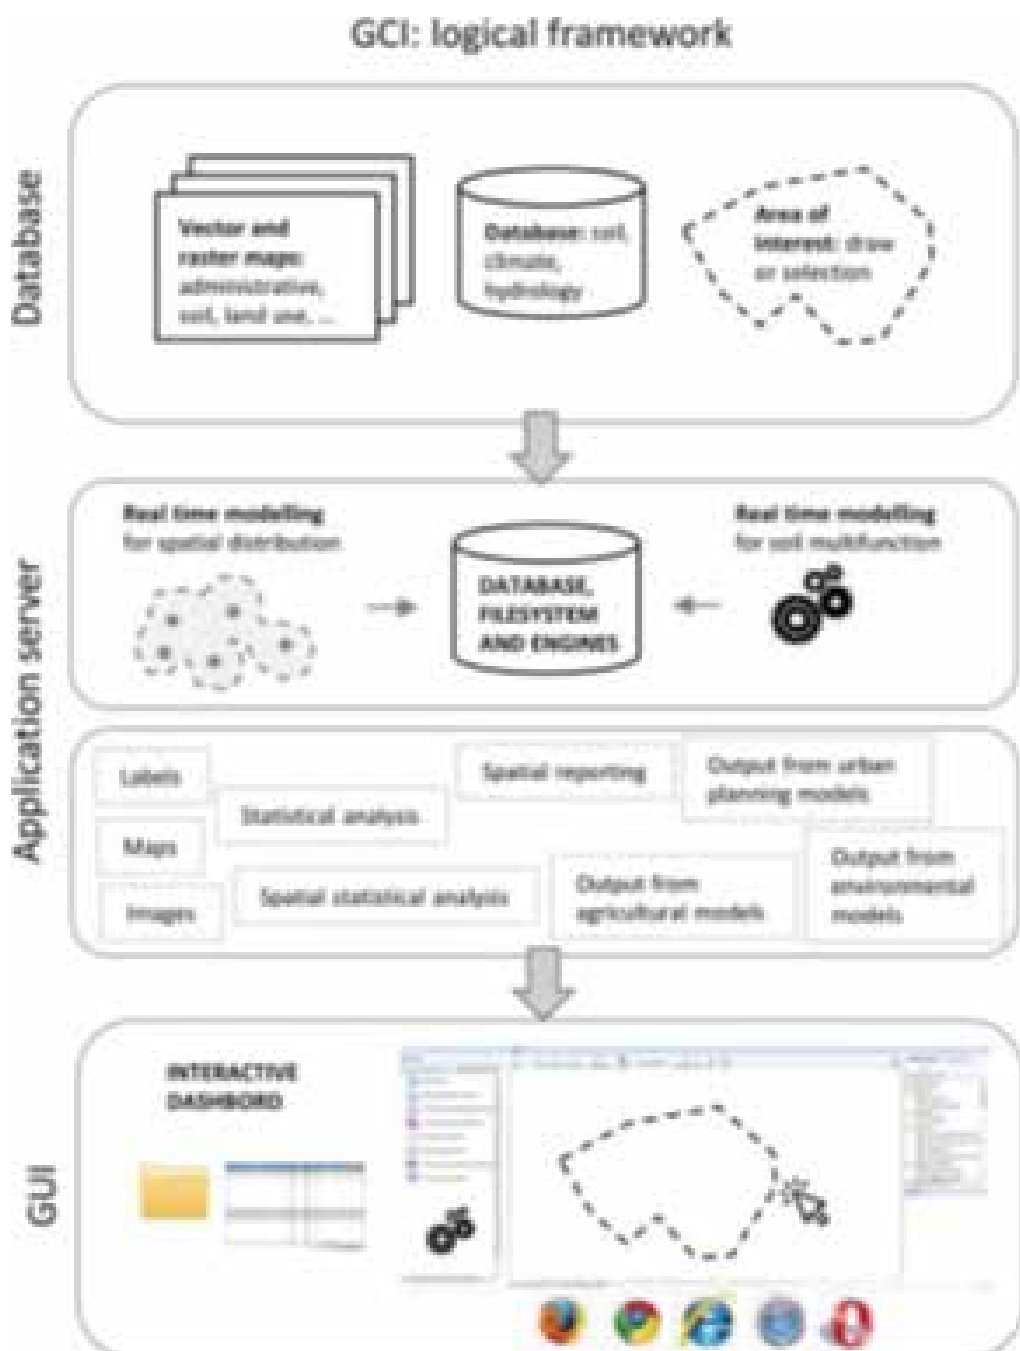 GCI: logical framework
Database
Vector and
raster maps:
administrative,
soil, land use, ...
Database: soil,
climate,
hydrology
Area of
interest: draw
or selection
Application server
Real time modelling
for spatial distribution
DATABASE,
FILESYSTEM
AND ENGINES
Real time modelling
for soil multifunction
Labels
Maps
Images
Statistical analysis
Spatial statistical analysis
Spatial reporting
Output from urban
planning models
Output from
agricultural models
Output from
environmental
models
GUI
INTERACTIVE
DASHBORD